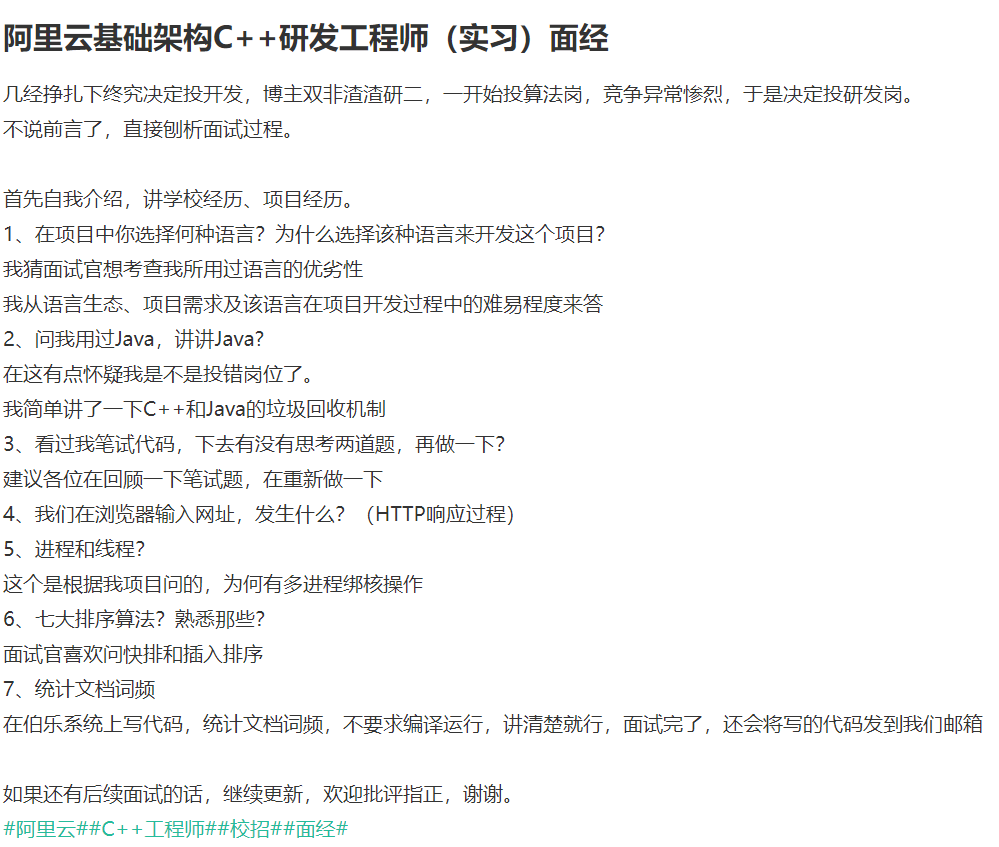 阿里云基础架构C++研发工程师（实习）面经
几经挣扎下终究决定投开发，博主双非渣渣研二，一开始投算法岗，竞争异常惨烈，于是决定投研发岗。
不说前言了，直接刨析面试过程。
首先自我介绍，讲学校经历、项目经历。
1、在项目中你选择何种语言？为什么选择该种语言来开发这个项目？
我猜面试官想考查我所用过语言的优劣性
我从语言生态、项目需求及该语言在项目开发过程中的难易程度来答
2、问我用过Java，讲讲Java？
在这有点怀疑我是不是投错岗位了。
我简单讲了一下C++和Java的垃圾回收机制
3、看过我笔试代码，下去有没有思考两道题，再做一下？
建议各位在回顾一下笔试题，在重新做一下
4、我们在浏览器输入网址，发生什么？（HTTP响应过程）
5、进程和线程？
这个是根据我项目问的，为何有多进程绑核操作
6、七大排序算法？熟悉那些？
面试官喜欢问快排和插入排序
7、统计文档词频
在伯乐系统上写代码，统计文档词频，不要求编译运行，讲清楚就行，面试完了，还会将写的代码发到我们邮箱
如果还有后续面试的话，继续更新，欢迎批评指正，谢谢。
#阿里云##C++工程师##校招##面经#